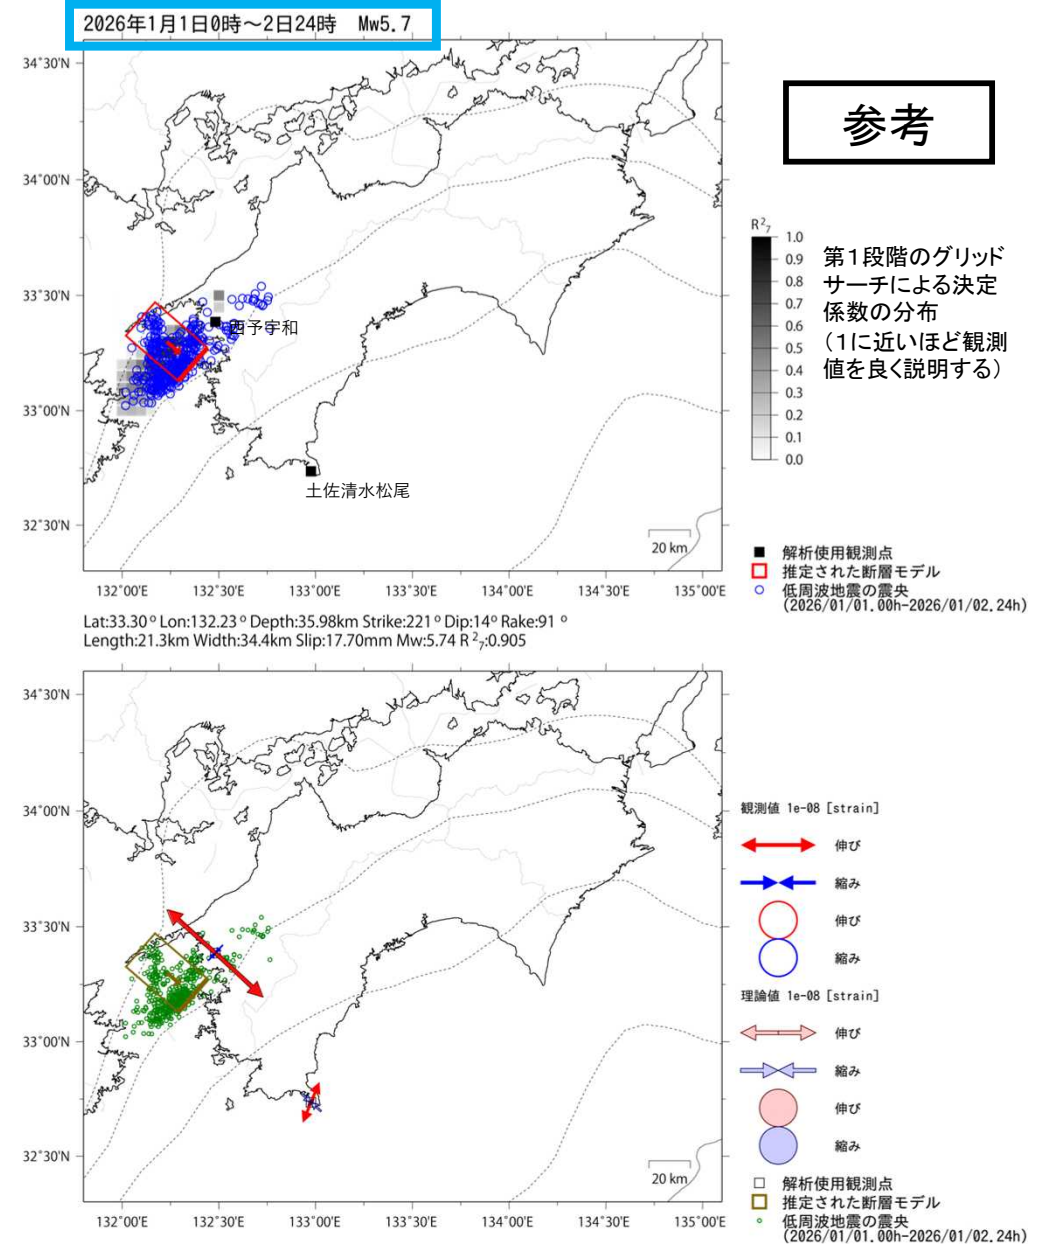 2026年1月1日0時～2日24時 Mw5.7
参考
34°30'N
34°00'N
33°30'N
33°00'N
32°30'N
132°00'E 132°30'E 133°00'E 133°30'E 134°00'E 134°30'E 135°00'E
西予宇和
土佐清水松尾
20 km
R²₇
1.0
0.9
0.8
0.7
0.6
0.5
0.4
0.3
0.2
0.1
0.0
第１段階のグリッド
サーチによる決定
係数の分布
（１に近いほど観測
値を良く説明する）
解析使用観測点
推定された断層モデル
低周波地震の震央
(2026/01/01.00h-2026/01/02.24h)
Lat:33.30 º Lon:132.23 º Depth:35.98km Strike:221 º Dip:14º Rake:91 º
Length:21.3km Width:34.4km Slip:17.70mm Mw:5.74 R ²₇:0.905
34°30'N
34°00'N
33°30'N
33°00'N
32°30'N
132°00'E 132°30'E 133°00'E 133°30'E 134°00'E 134°30'E 135°00'E
20 km
観測値 1e-08 [strain]
伸び
縮み
伸び
縮み
理論値 1e-08 [strain]
伸び
縮み
伸び
縮み
解析使用観測点
推定された断層モデル
低周波地震の震央
(2026/01/01.00h-2026/01/02.24h)